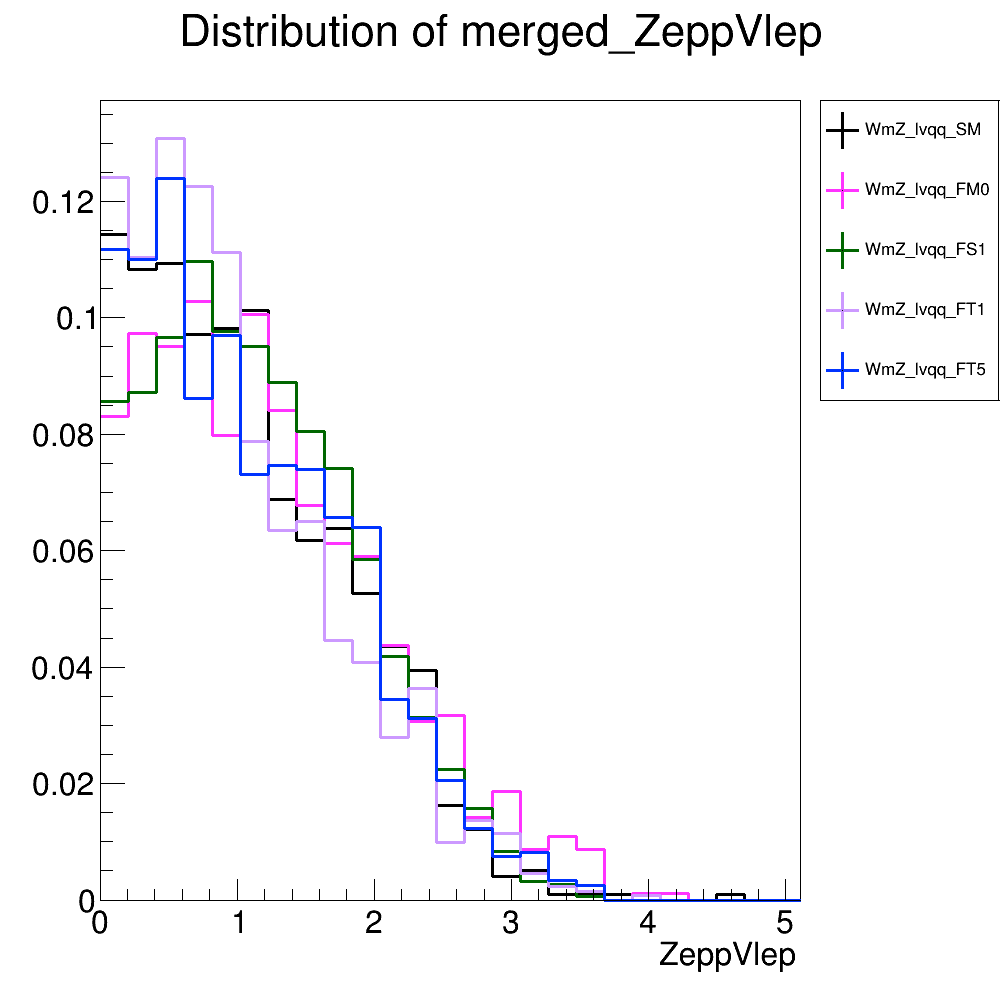 Distribution of merged_ZeppVlep
WmZ_lvqq_SM
WmZ_lvqq_FM0
WmZ_lvqq_FS1
WmZ_lvqq_FT1
WmZ_lvqq_FT5
0.12
0.1
0.08
0.06
0.04
0.02
0
0 1 2 3 4 5
ZeppVlep